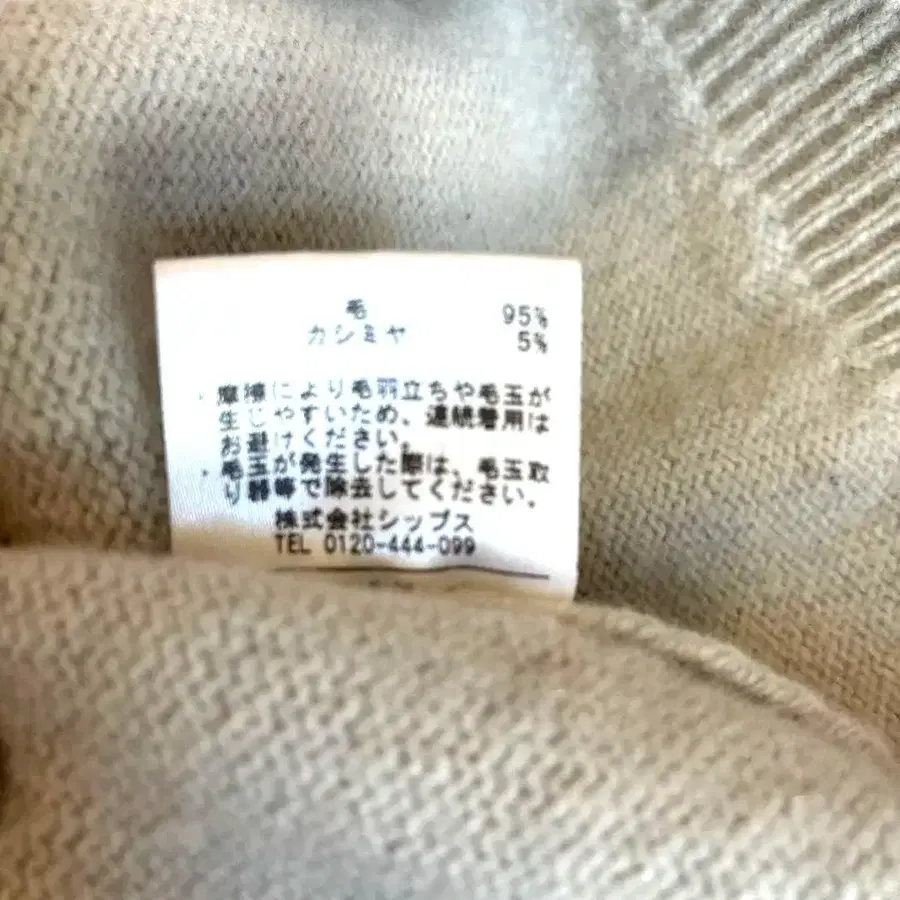 毛 95%
カシミヤ 5%
・摩擦により毛羽立ちや毛玉が
生じやすいため、連続着用は
お避けください。
・毛玉が発生した際は、毛玉取
り器等で除去してください。
株式会社シップス
TEL 0120-444-099